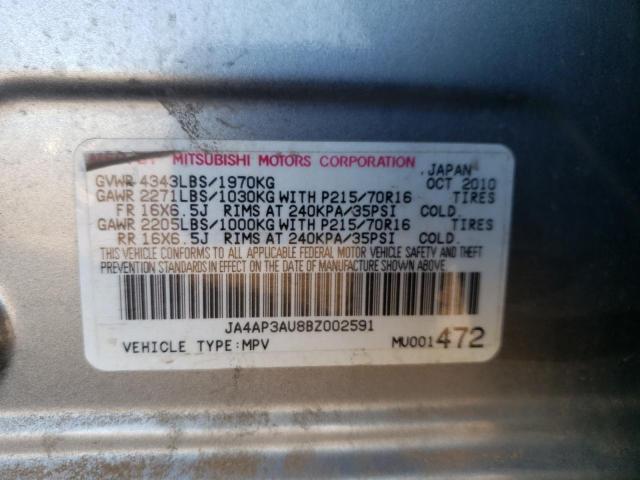 MFD BY MITSUBISHI MOTORS CORPORATION JAPAN
GVWR 4343LBS/1970KG OCT 2010
GAWR 2271LBS/1030KG WITH P215/70R16 TIRES
FR 16X6.5J RIMS AT 240KPA/35PSI COLD.
GAWR 2205LBS/1000KG WITH P215/70R16 TIRES
RR 16X6.5J RIMS AT 240KPA/35PSI COLD.
THIS VEHICLE CONFORMS TO ALL APPLICABLE FEDERAL MOTOR VEHICLE SAFETY AND THEFT
PREVENTION STANDARDS IN EFFECT ON THE DATE OF MANUFACTURE SHOWN ABOVE.
JA4AP3AU8BZ002591
VEHICLE TYPE:MPV MU001472